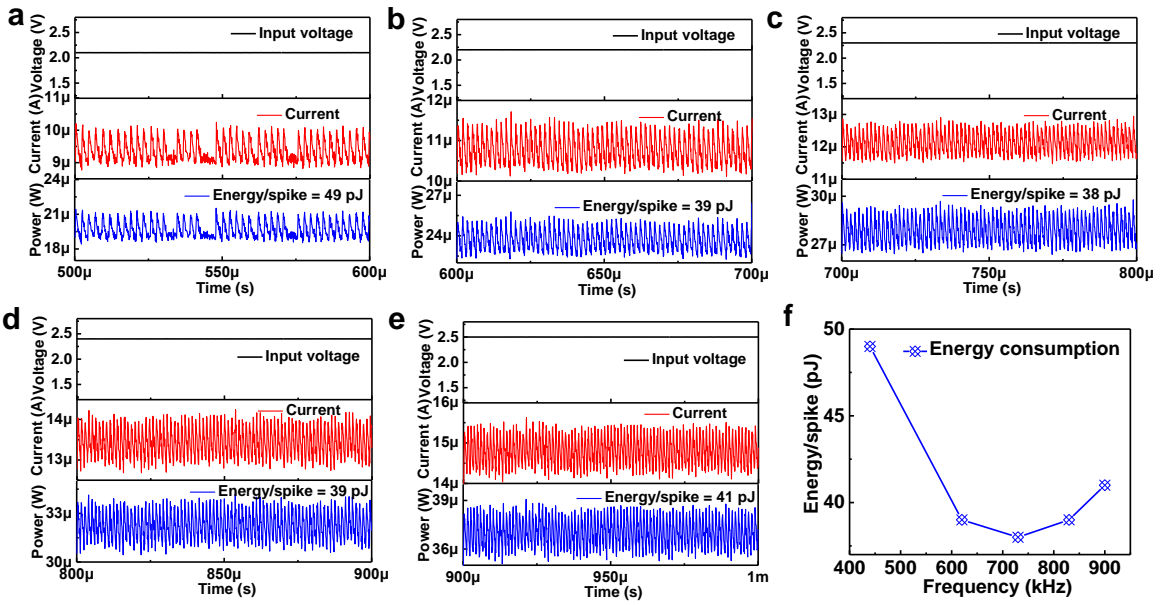 a
Voltage (V)
2.5
2.1
1.5
Input voltage
Current (A)
11μ
10μ
9μ
Current
Power (W)
24μ
21μ
18μ
Energy/spike = 49 pJ
500μ
550μ
600μ
Time (s)
b
Voltage (V)
2.5
2.0
1.5
Input voltage
Current (A)
12μ
11μ
10μ
Current
Power (W)
27μ
24μ
Energy/spike = 39 pJ
600μ
650μ
700μ
Time (s)
c
Voltage (V)
2.5
2.0
1.5
Input voltage
Current (A)
13μ
12μ
11μ
Current
Power (W)
30μ
27μ
Energy/spike = 38 pJ
700μ
750μ
800μ
Time (s)
d
Voltage (V)
2.5
2.0
1.5
Input voltage
Current (A)
14μ
13μ
Current
Power (W)
33μ
30μ
Energy/spike = 39 pJ
800μ
850μ
900μ
Time (s)
e
Voltage (V)
2.5
2.0
1.5
Input voltage
Current (A)
16μ
15μ
14μ
Current
Power (W)
39μ
36μ
Energy/spike = 41 pJ
900μ
950μ
1m
Time (s)
f
Energy/spike (pJ)
50
45
40
Energy consumption
400 500 600 700 800 900
Frequency (kHz)